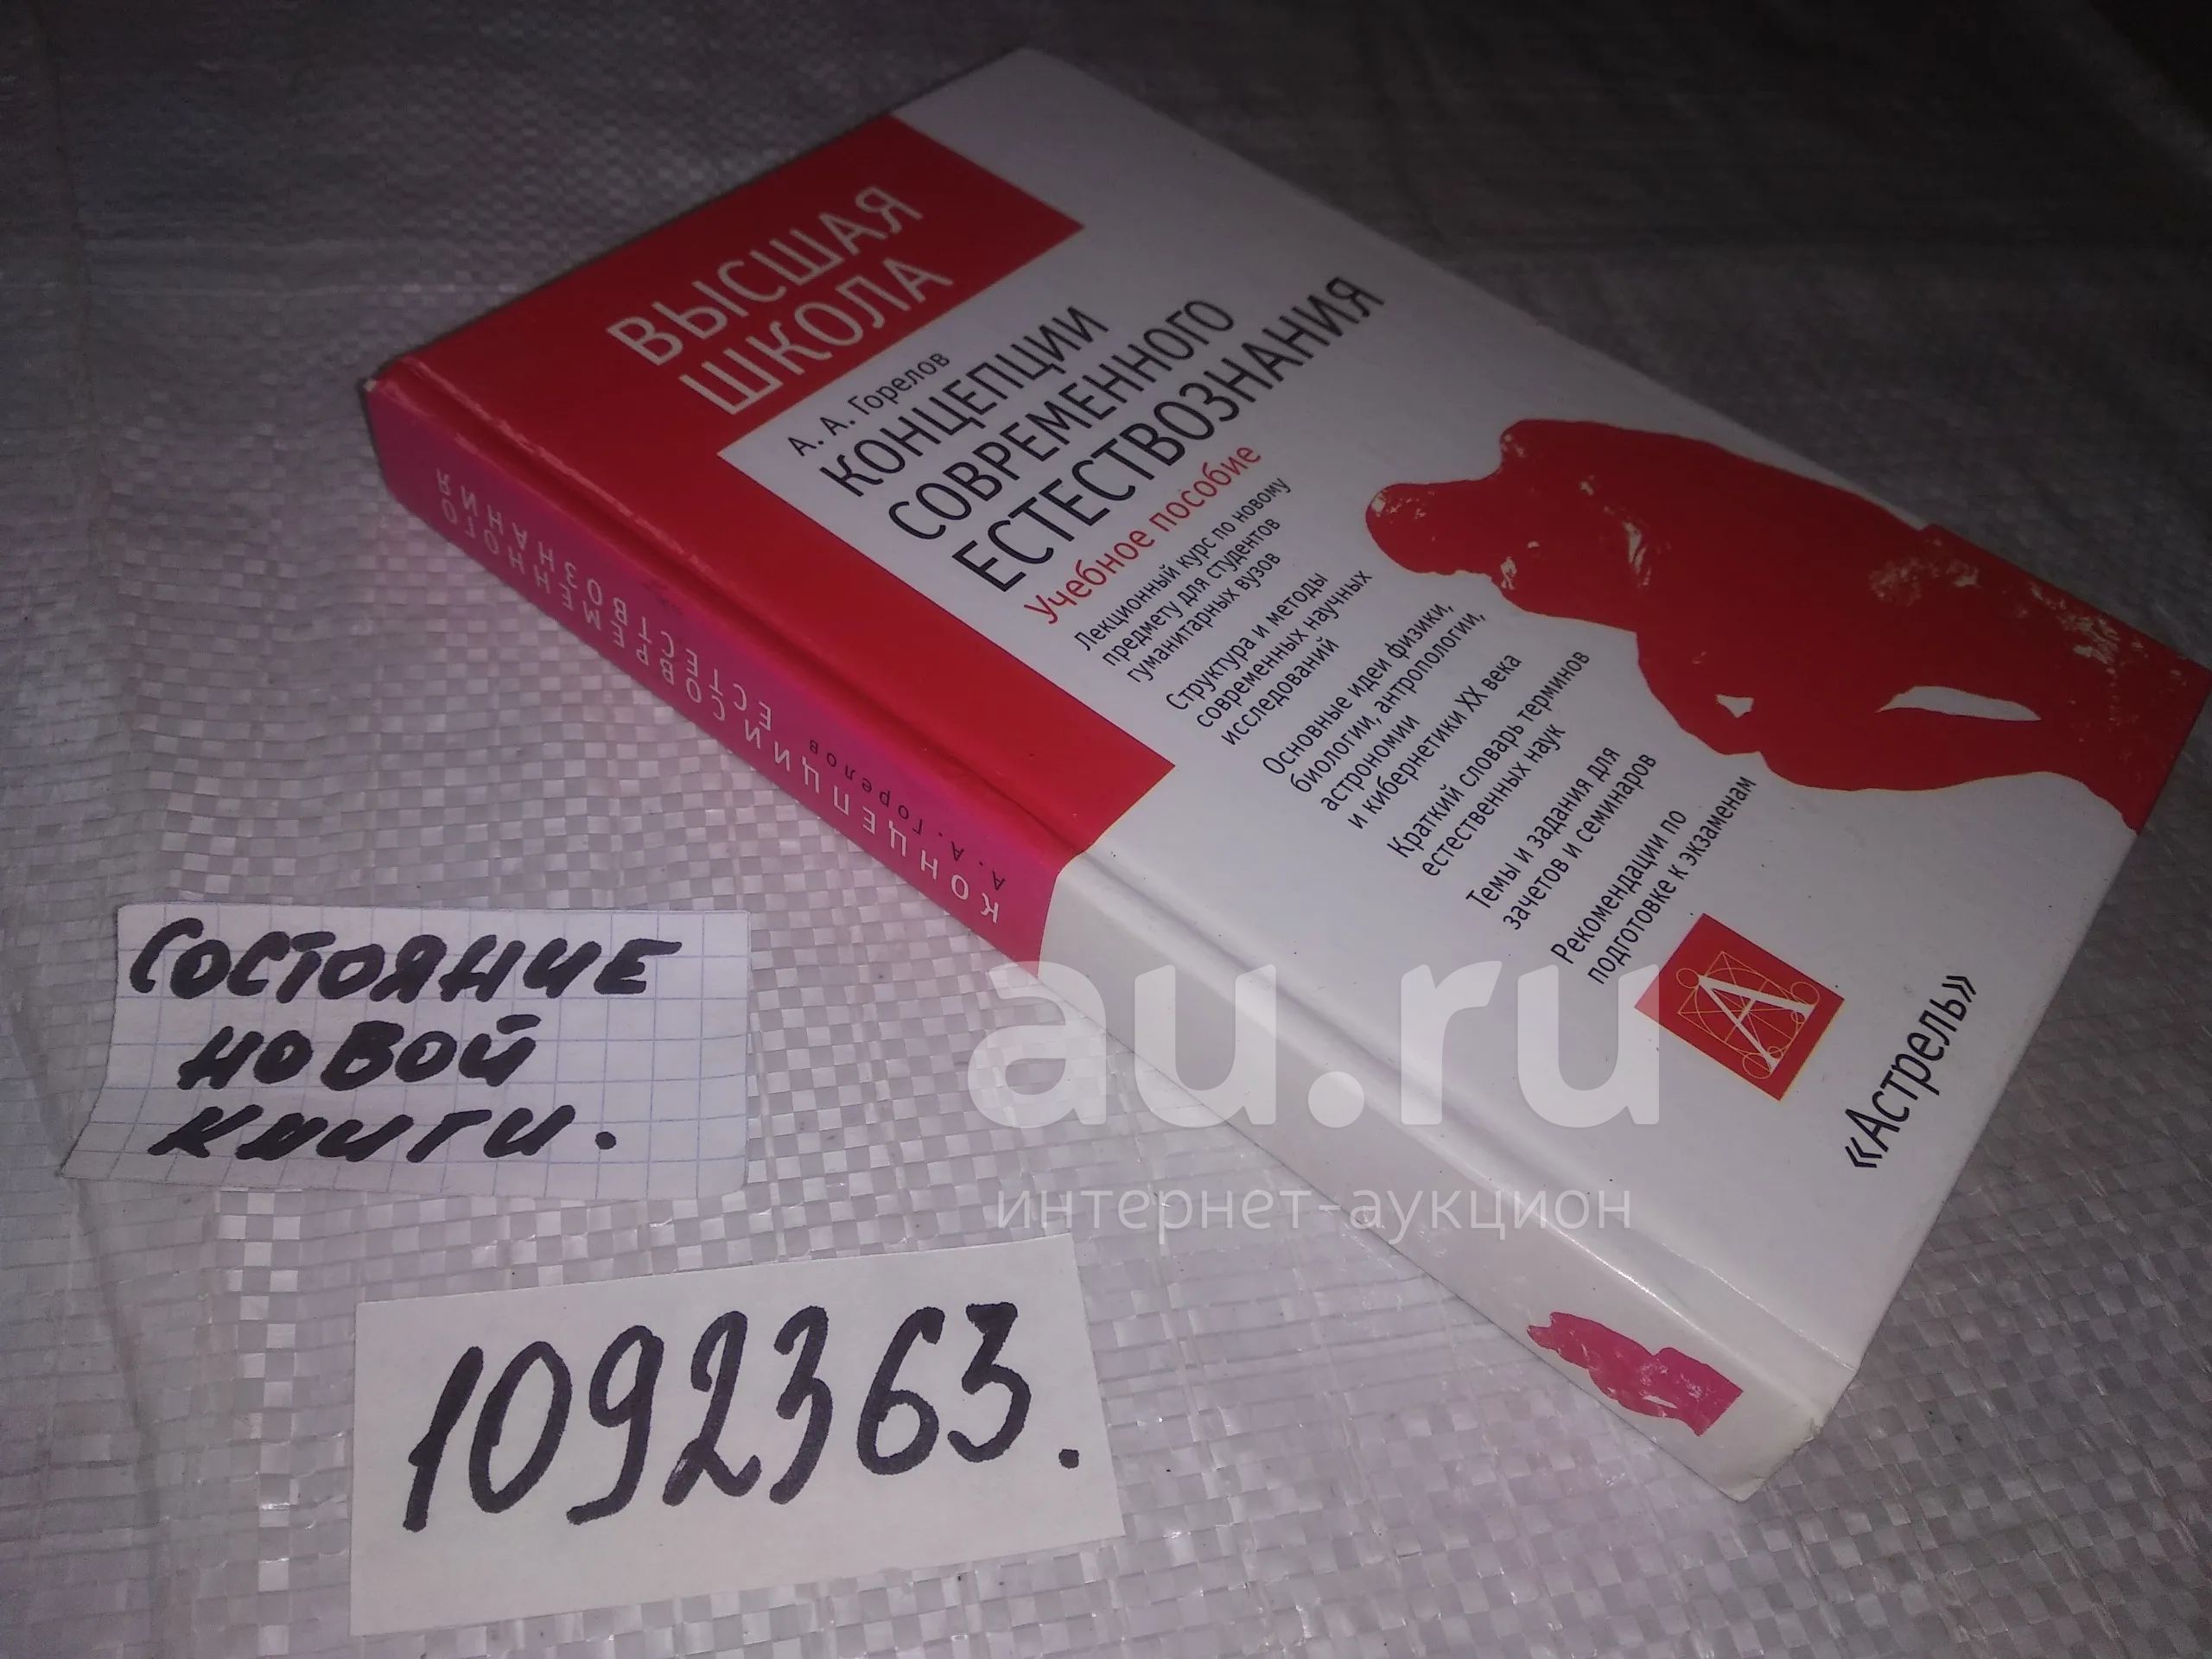 ВЫСШАЯ
ШКОЛА
А. А. Горелов
КОНЦЕПЦИИ
СОВРЕМЕННОГО
ЕСТЕСТВОЗНАНИЯ
Учебное пособие
Лекционный курс по новому
предмету для студентов
гуманитарных вузов
Структура и методы
современных научных
исследований
Основные идеи физики,
биологии, антропологии,
астрономии
и кибернетики XX века
Краткий словарь терминов
естественных наук
Темы и задания для
зачетов и семинаров
Рекомендации по
подготовке к экзаменам
А
«Астрель»
А. А. Горелов
КОНЦЕПЦИИ СОВРЕМЕННОГО
ЕСТЕСТВОЗНАНИЯ
СОСТОЯНИЕ
НОВОЙ
КНИГИ.
1092363.
au.ru
интернет-аукцион